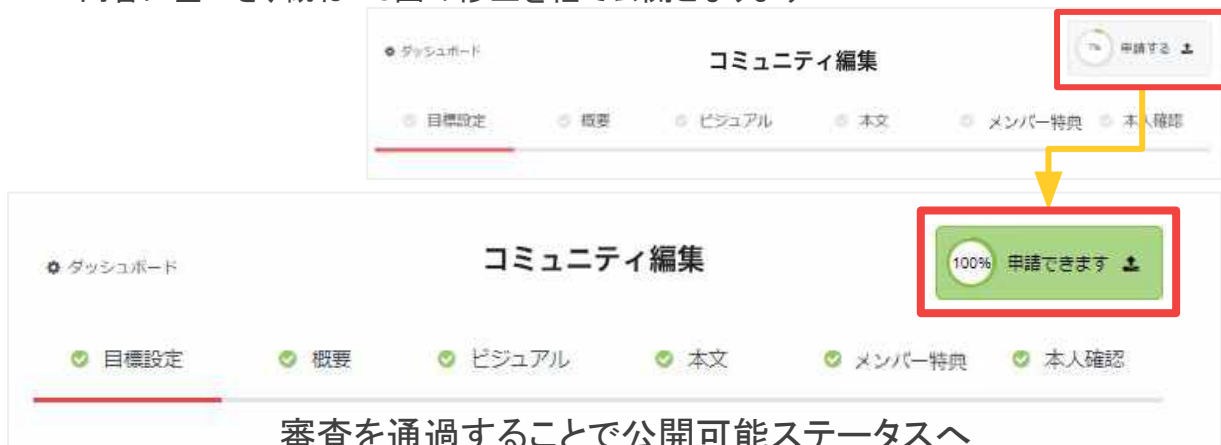 ダッシュボード
コミュニティ編集
申請する
目標設定 概要 ビジュアル 本文 メンバー特典 本人確認
ダッシュボード
コミュニティ編集
100% 申請できます
目標設定 概要 ビジュアル 本文 メンバー特典 本人確認
審査を通過することで公開可能ステータスへ